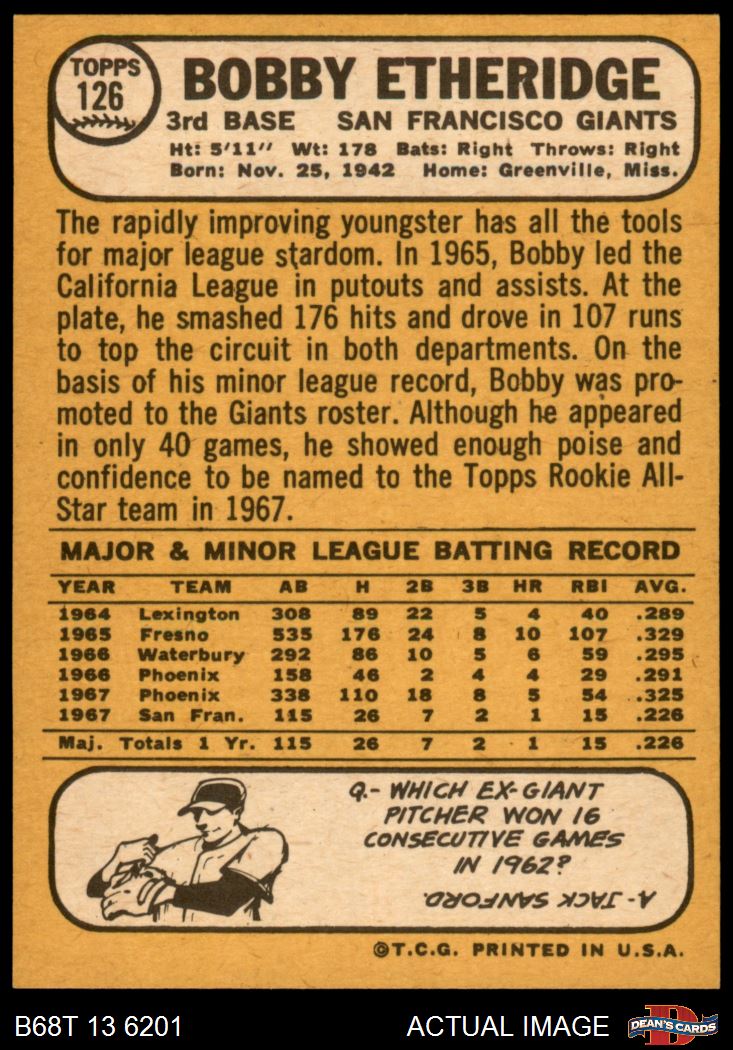 TOPPS
126
BOBBY ETHERIDGE
3rd BASE SAN FRANCISCO GIANTS
Ht: 5'11" Wt: 178 Bats: Right Throws: Right
Born: Nov. 25, 1942 Home: Greenville, Miss.
The rapidly improving youngster has all the tools
for major league stardom. In 1965, Bobby led the
California League in putouts and assists. At the
plate, he smashed 176 hits and drove in 107 runs
to top the circuit in both departments. On the
basis of his minor league record, Bobby was pro-
moted to the Giants roster. Although he appeared
in only 40 games, he showed enough poise and
confidence to be named to the Topps Rookie All-
Star team in 1967.
MAJOR & MINOR LEAGUE BATTING RECORD
YEAR TEAM AB H 2B 3B HR RBI AVG.
1964 Lexington 308 89 22 5 4 40 .289
1965 Fresno 535 176 24 8 10 107 .329
1966 Waterbury 292 86 10 5 6 59 .295
1966 Phoenix 158 46 2 4 4 29 .291
1967 Phoenix 338 110 18 8 5 54 .325
1967 San Fran. 115 26 7 2 1 15 .226
Maj. Totals 1 Yr. 115 26 7 2 1 15 .226
Q.- WHICH EX-GIANT
PITCHER WON 16
CONSECUTIVE GAMES
IN 1962?
A- JACK SANFORD.
©T.C.G. PRINTED IN U.S.A.
B68T 13 6201 ACTUAL IMAGE D DEAN'S CARDS